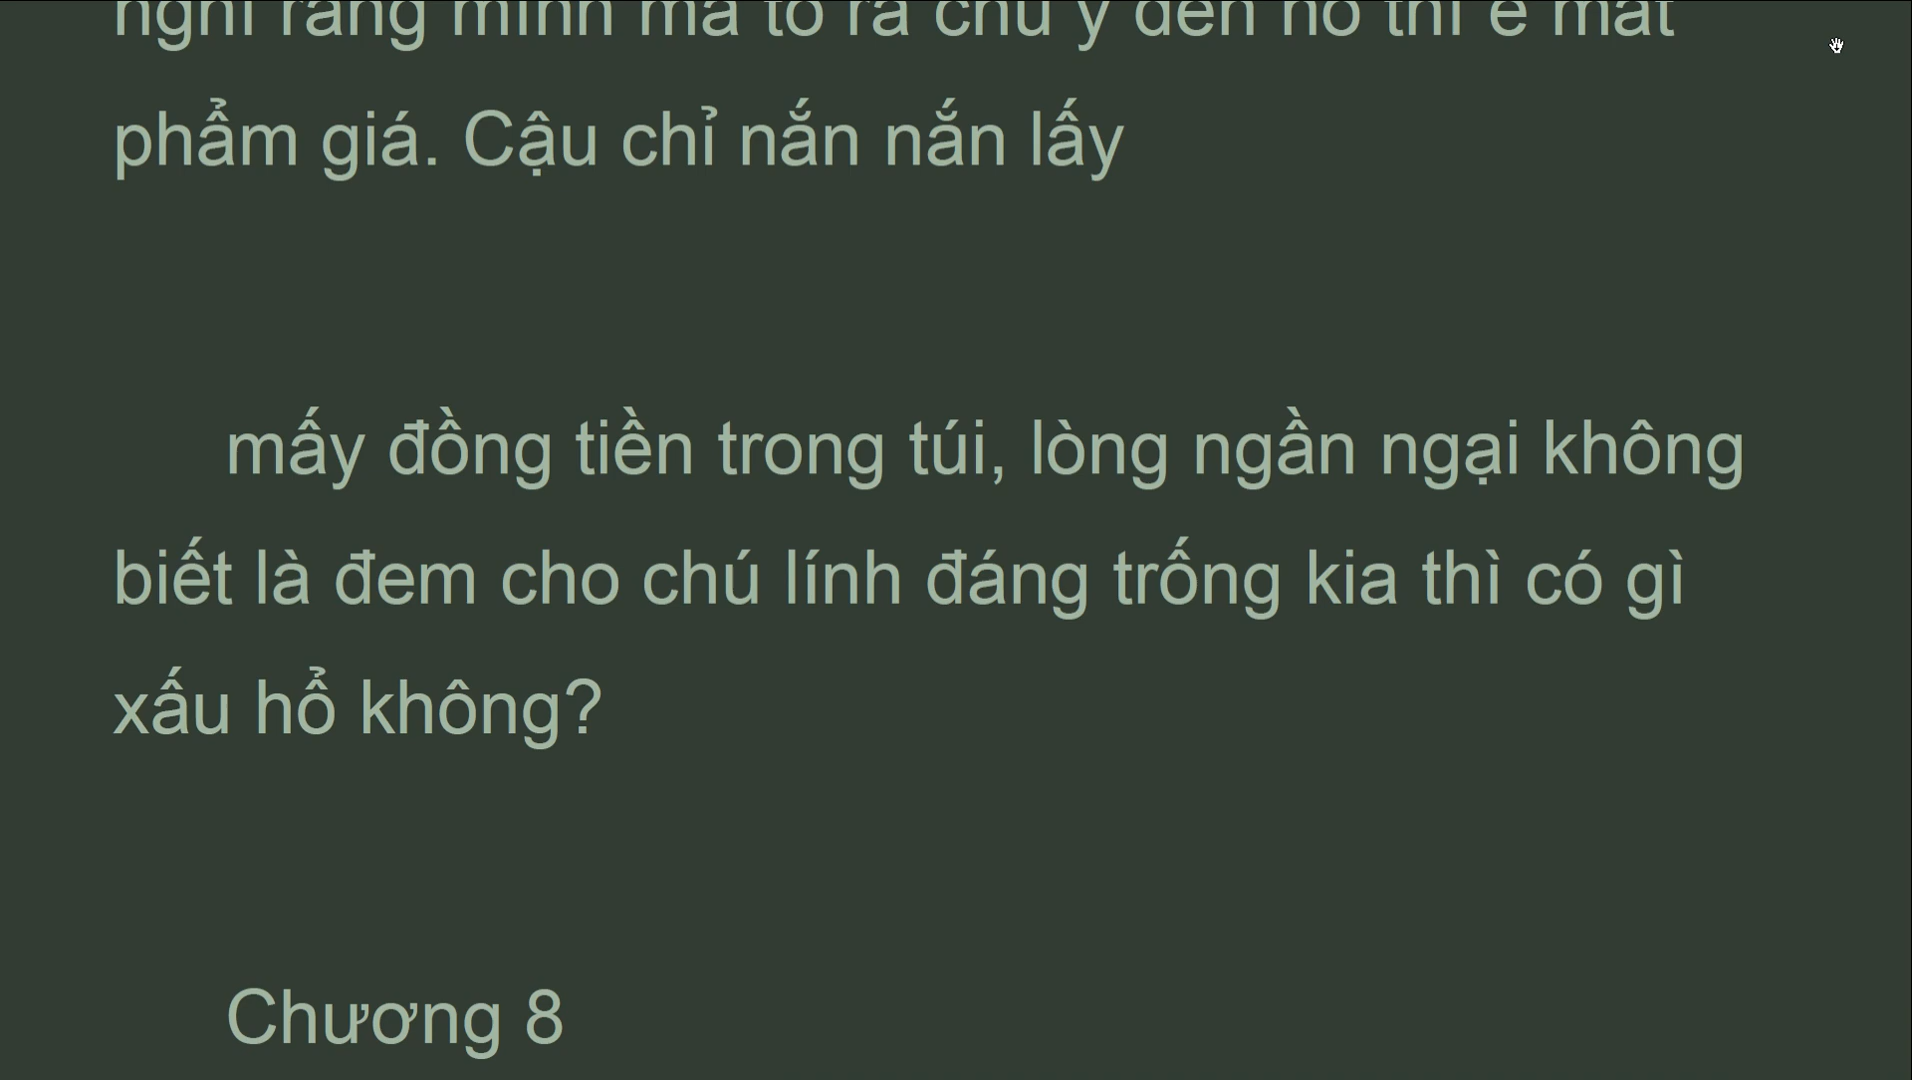 phẩm giá. Cậu chỉ nắn nắn lấy
mấy đồng tiền trong túi, lòng ngần ngại không
biết là đem cho chú lính đáng trống kia thì có gì
xấu hổ không?
Chương 8